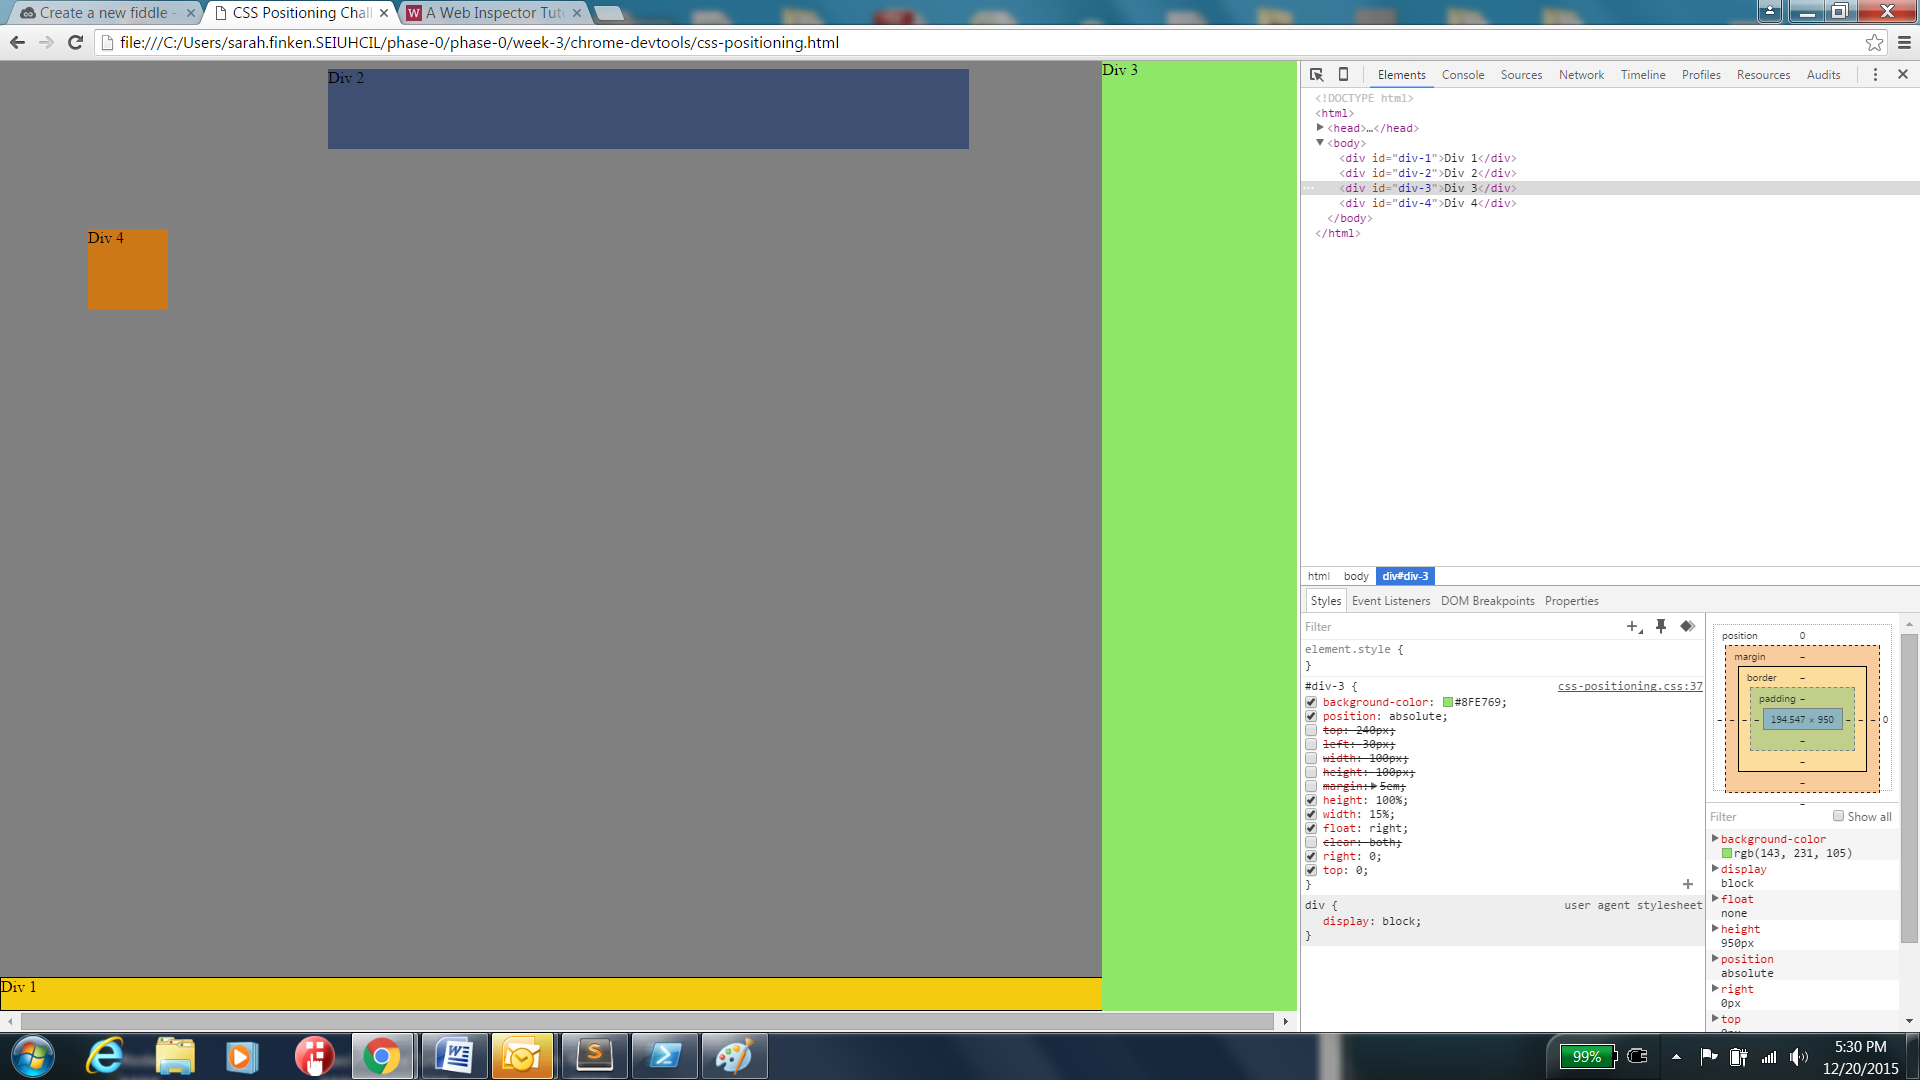 Create a new fiddle -
CSS Positioning Chall
A Web Inspector Tut
file:///C:/Users/sarah.finken.SEIUHCIL/phase-0/phase-0/week-3/chrome-devtools/css-positioning.html
Div 2
Div 3
Div 4
Div 1
Elements Console Sources Network Timeline Profiles Resources Audits
<!DOCTYPE html>
<html>
<head>…</head>
<body>
<div id="div-1">Div 1</div>
<div id="div-2">Div 2</div>
<div id="div-3">Div 3</div>
<div id="div-4">Div 4</div>
</body>
</html>
html body div#div-3
Styles Event Listeners DOM Breakpoints Properties
Filter
element.style {
}
#div-3 { css-positioning.css:37
background-color: #8FE769;
position: absolute;
top: 240px;
left: 30px;
width: 100px;
height: 100px;
margin: 5em;
height: 100%;
width: 15%;
float: right;
clear: both;
right: 0;
top: 0;
}
div { user agent stylesheet
display: block;
}
position 0
margin –
border –
padding –
– – – – 194.547 × 950 – – – 0
–
–
–
–
Filter Show all
background-color
rgb(143, 231, 105)
display
block
float
none
height
950px
position
absolute
right
0px
top
99%
5:30 PM
12/20/2015